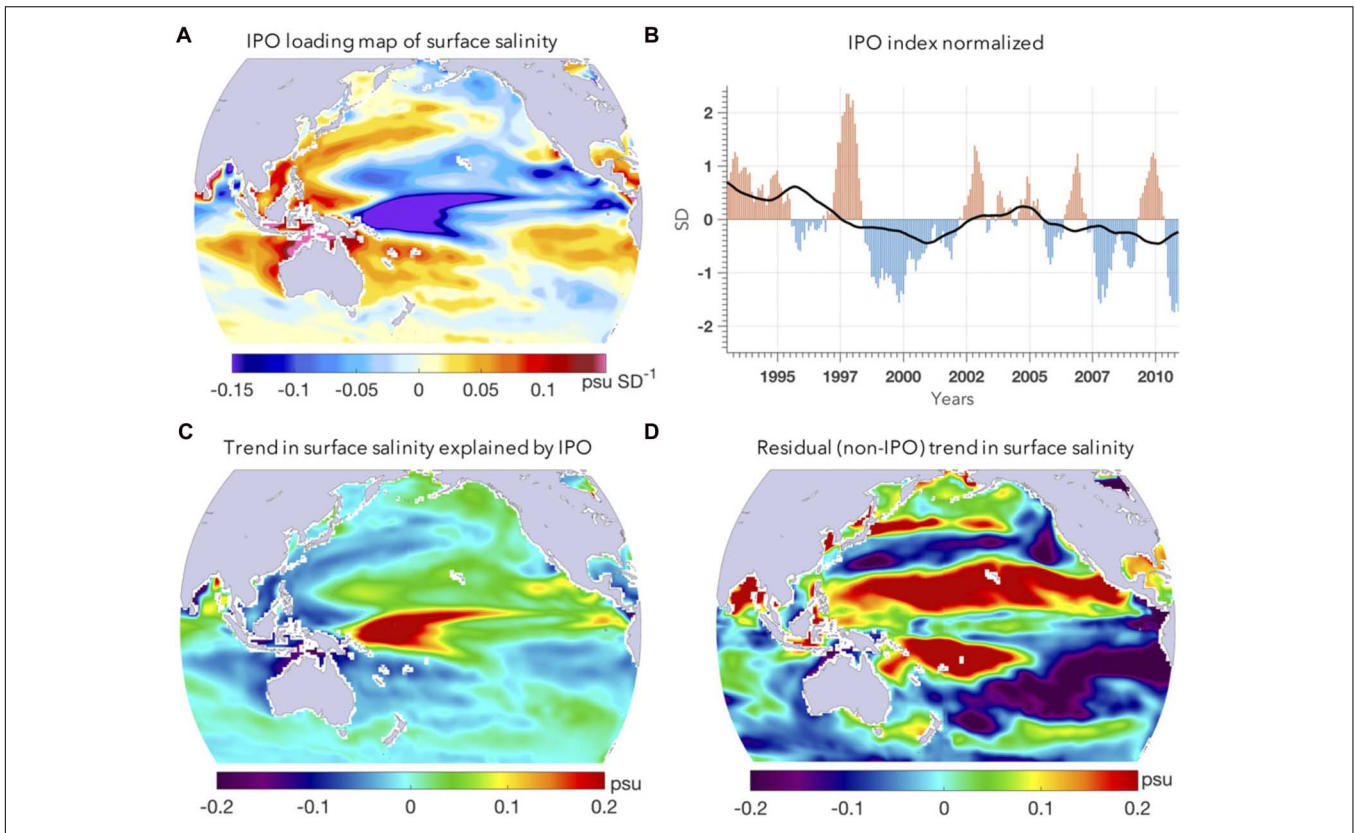 A
IPO loading map of surface salinity
-0.15 -0.1 -0.05 0 0.05 0.1 psu SD-1
B
IPO index normalized
SD
2
1
0
-1
-2
1995 1997 2000 2002 2005 2007 2010
Years
C
Trend in surface salinity explained by IPO
-0.2 -0.1 0 0.1 0.2 psu
D
Residual (non-IPO) trend in surface salinity
-0.2 -0.1 0 0.1 0.2 psu